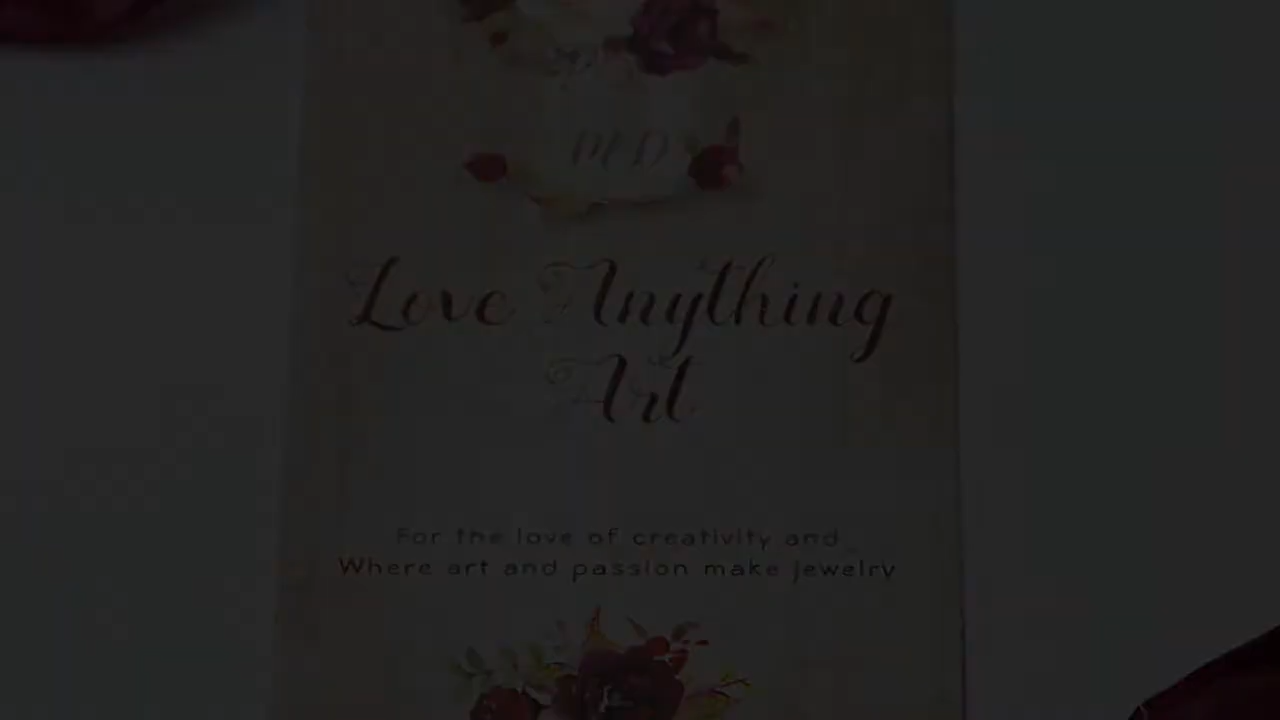 Love Anything
Art
For the love of creativity and
Where art and passion make jewelry